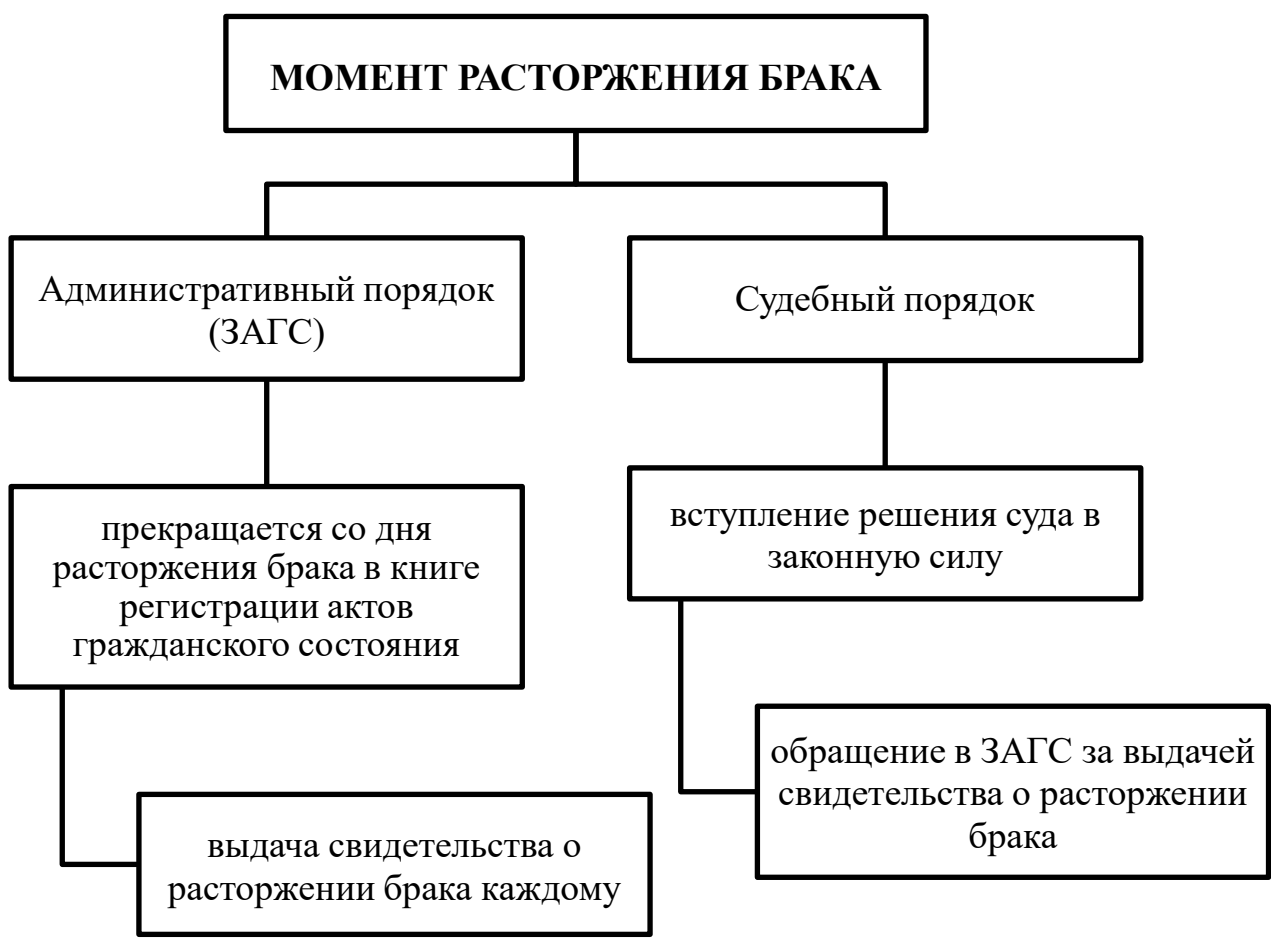 МОМЕНТ РАСТОРЖЕНИЯ БРАКА
Административный порядок
(ЗАГС)
прекращается со дня
расторжения брака в книге
регистрации актов
гражданского состояния
выдача свидетельства о
расторжении брака каждому
Судебный порядок
вступление решения суда в
законную силу
обращение в ЗАГС за выдачей
свидетельства о расторжении
брака